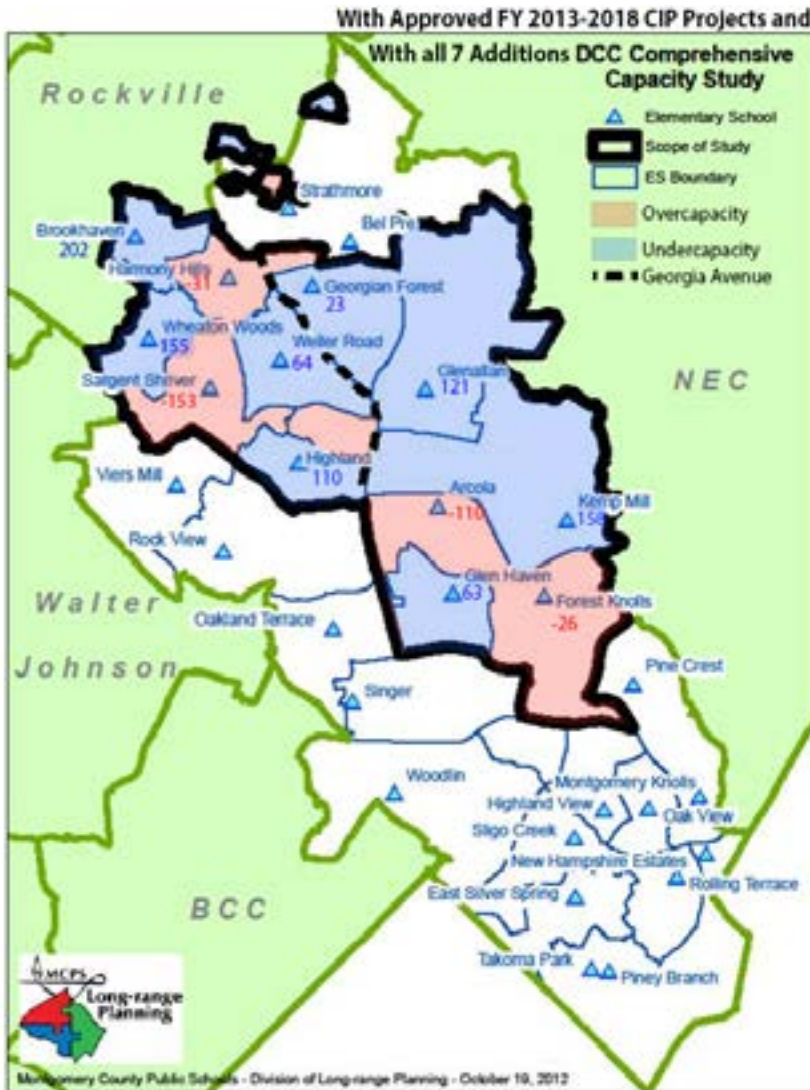 With Approved FY 2013-2018 CIP Projects and
With all 7 Additions DCC Comprehensive
Capacity Study
Elementary School
Scope of Study
ES Boundary
Overcapacity
Undercapacity
Georgia Avenue
Rockville
Strathmore
Brookhaven
202
Bel Pre
Harmony Hills
-31
Georgian Forest
23
Wheaton Woods
155
Weller Road
64
Sargent Shriver
-153
Glenallan
121
NEC
Highland
110
Viers Mill
Arcola
-110
Kemp Mill
158
Rock View
Glen Haven
63
Forest Knolls
-26
Walter
Johnson
Oakland Terrace
Pine Crest
Singer
Woodlin
Montgomery Knolls
Highland View
Oak View
Sligo Creek
New Hampshire Estates
Rolling Terrace
East Silver Spring
BCC
Takoma Park
Piney Branch
MCPS
Long-range
Planning
Montgomery County Public Schools - Division of Long-range Planning - October 19, 2012